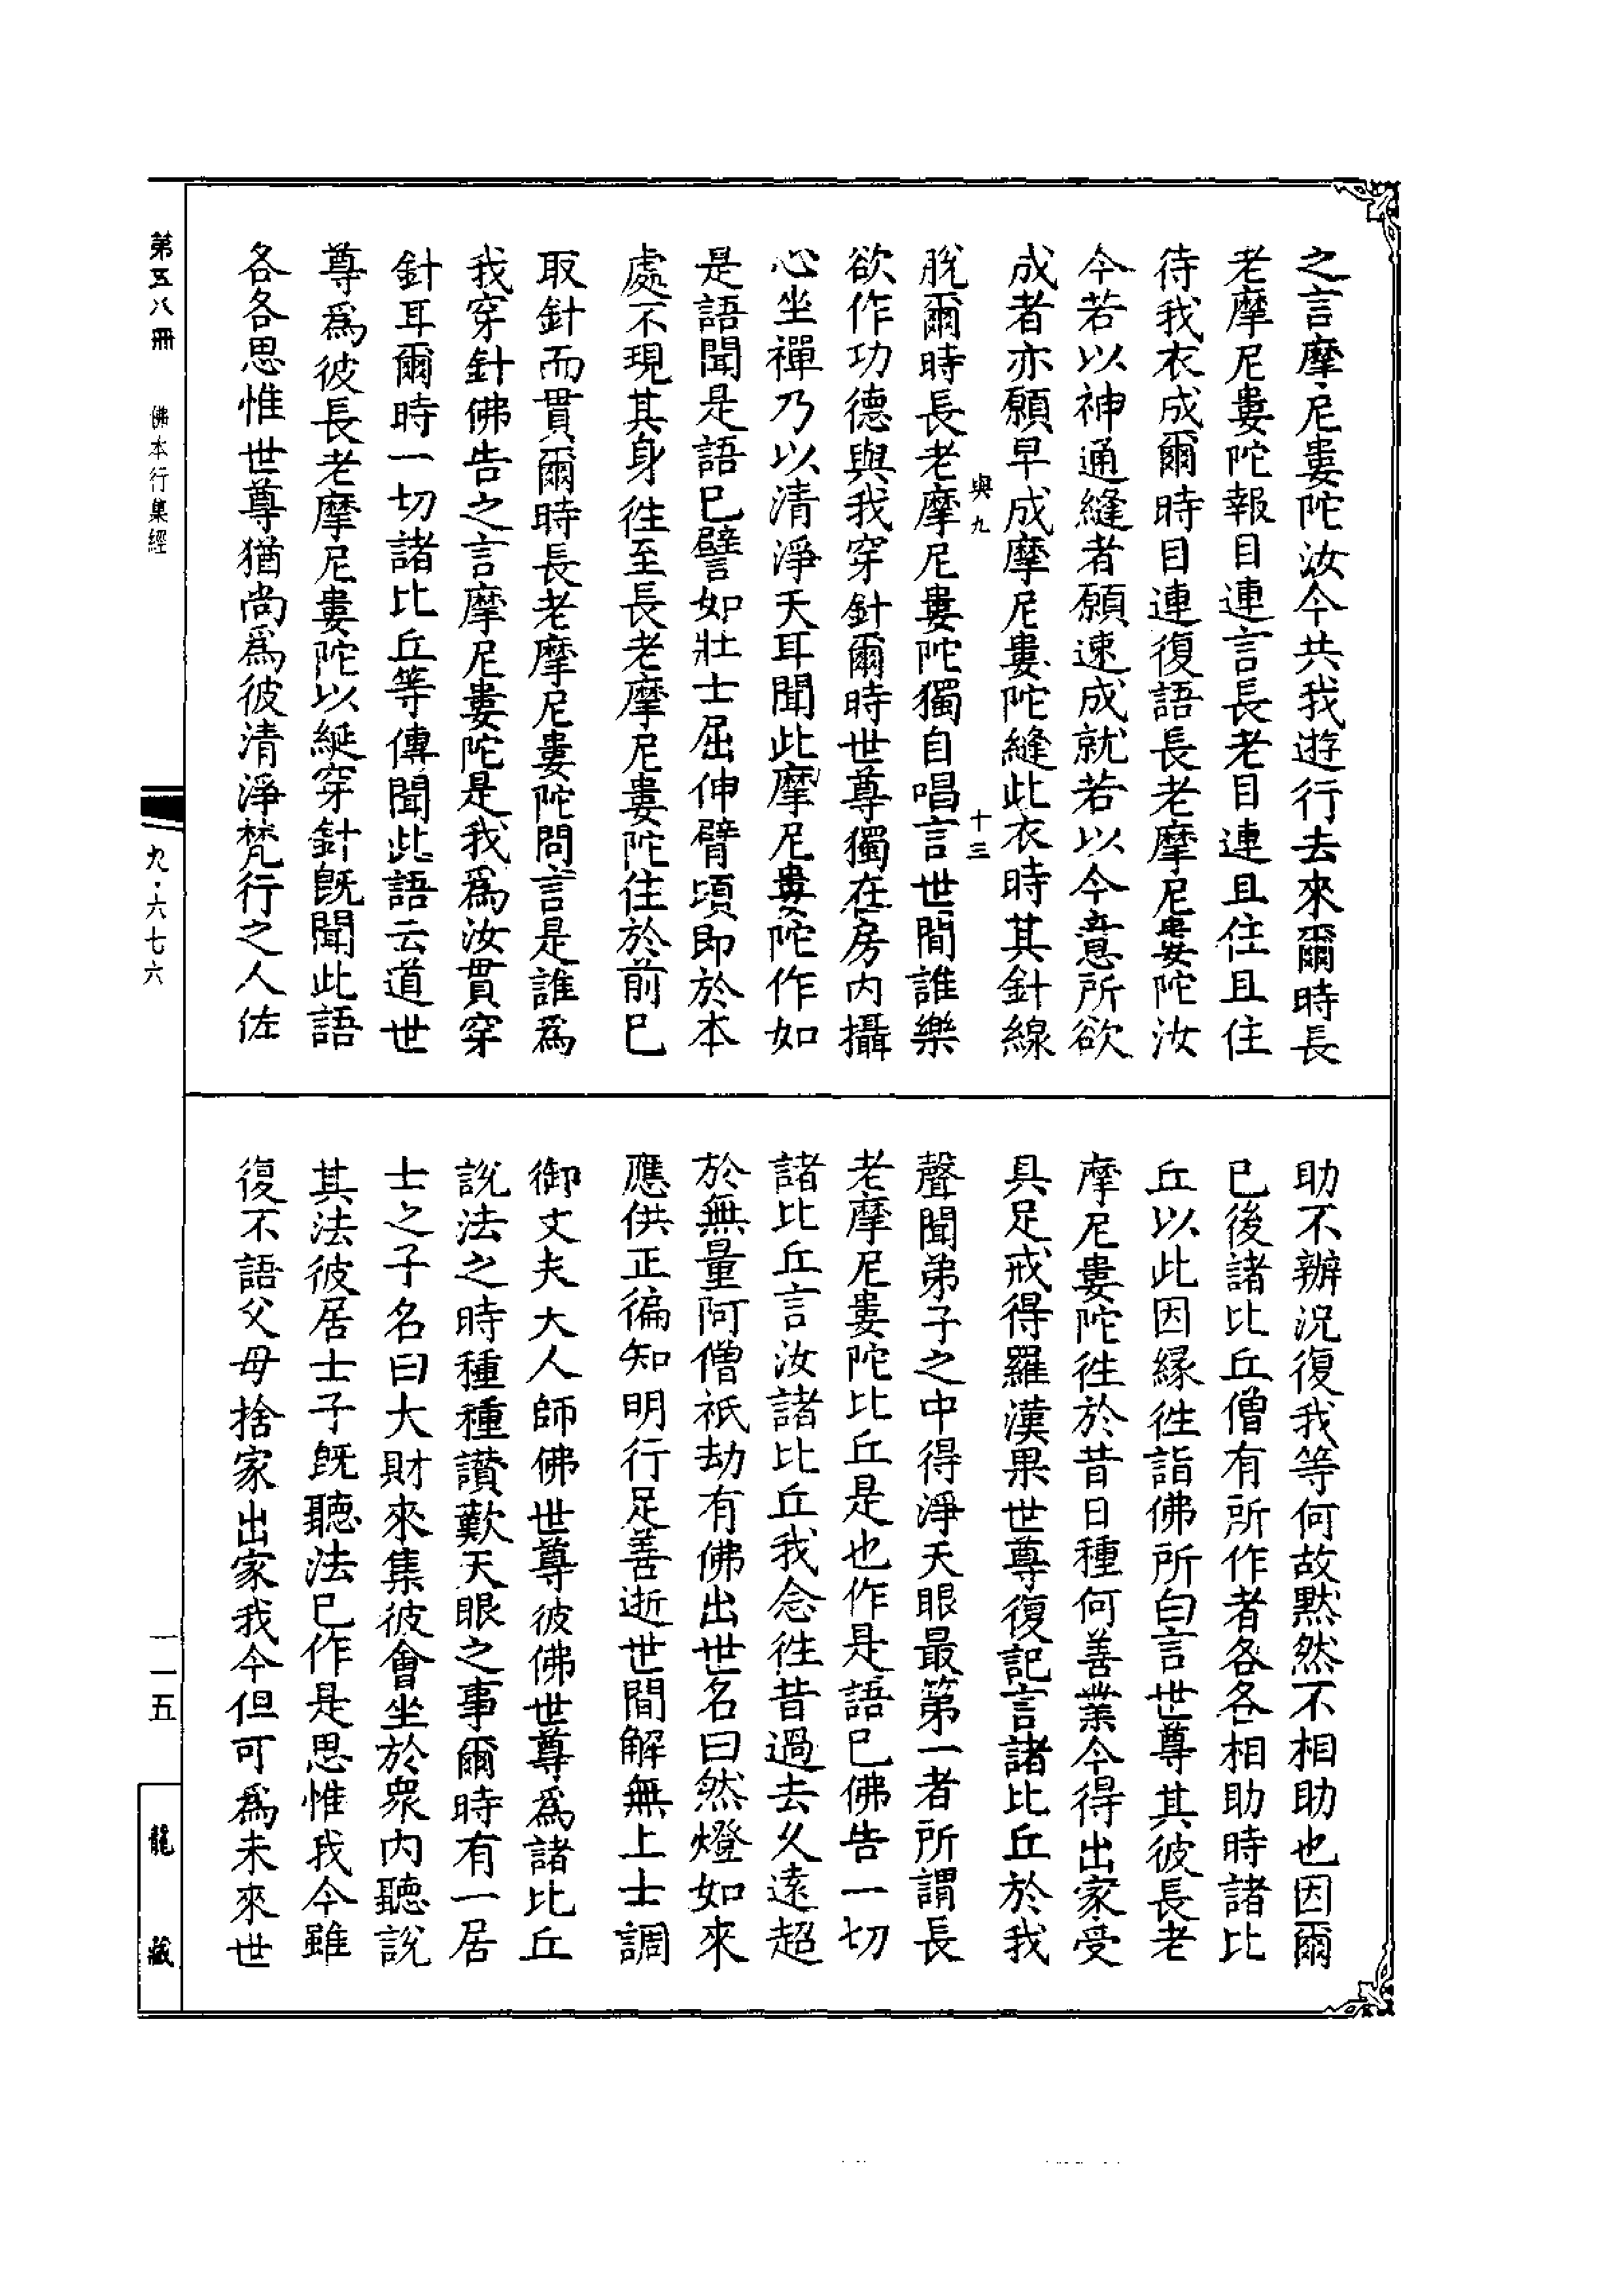 之言摩尼婁陀汝今共我遊行去來爾時長
老摩尼婁陀報目連言長老目連且住且住
待我衣成爾時目連復語長老摩尼婁陀汝
今若以神通縫者願速成就若以今意所欲
成者亦願早成摩尼婁陀縫此衣時其針線
與九 十三
脫爾時長老摩尼婁陀獨自唱言世間誰樂
欲作功德與我穿針爾時世尊獨在房內攝
心坐禪乃以清淨天耳聞此摩尼婁陀作如
是語聞是語已譬如壯士屈伸臂頃即於本
處不現其身往至長老摩尼婁陀住於前已
取針而貫爾時長老摩尼婁陀問言是誰爲
我穿針佛告之言摩尼婁陀是我爲汝貫穿
針耳爾時一切諸比丘等傳聞此語云道世
尊爲彼長老摩尼婁陀以綖穿針旣聞此語
各各思惟世尊猶尚爲彼清淨梵行之人佐
助不辦況復我等何故默然不相助也因爾
已後諸比丘僧有所作者各各相助時諸比
丘以此因緣往詣佛所白言世尊其彼長老
摩尼婁陀往於昔日種何善業今得出家受
具足戒得羅漢果世尊復記言諸比丘於我
聲聞弟子之中得淨天眼最第一者所謂長
老摩尼婁陀比丘是也作是語已佛告一切
諸比丘言汝諸比丘我念往昔過去久遠超
於無量阿僧祇劫有佛出世名曰然燈如來
應供正徧知明行足善逝世間解無上士調
御丈夫大人師佛世尊彼佛世尊爲諸比丘
說法之時種種讚歎天眼之事爾時有一居
士之子名曰大財來集彼會坐於衆內聽說
其法彼居士子旣聽法已作是思惟我今雖
復不語父母捨家出家我今但可爲未來世
第五八冊 佛本行集經
九·六七六
一一五
龍藏